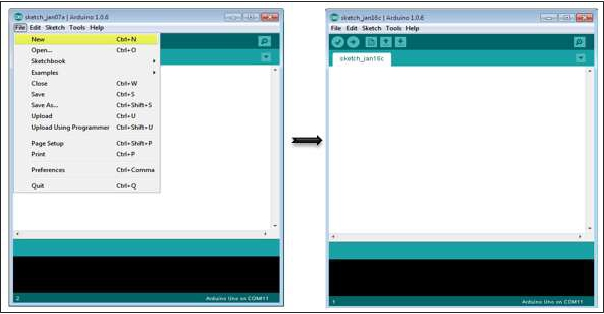 sketch_jan07a | Arduino 1.0.6
File Edit Sketch Tools Help
New Ctrl+N
Open... Ctrl+O
Sketchbook
Examples
Close Ctrl+W
Save Ctrl+S
Save As... Ctrl+Shift+S
Upload Ctrl+U
Upload Using Programmer Ctrl+Shift+U
Page Setup Ctrl+Shift+P
Print Ctrl+P
Preferences Ctrl+Comma
Quit Ctrl+Q
2 Arduino Uno on COM11
sketch_jan16c | Arduino 1.0.6
File Edit Sketch Tools Help
sketch_jan16c
1 Arduino Uno on COM11